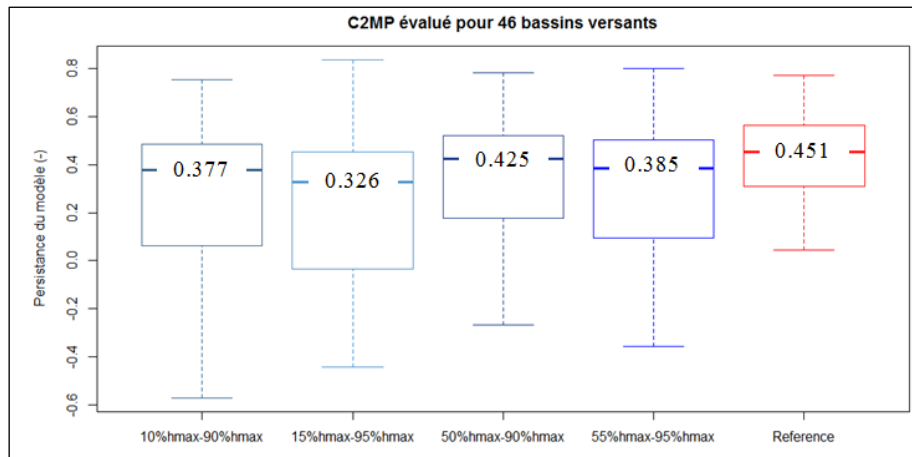 C2MP évalué pour 46 bassins versants
Persistance du modèle (-)
0.8
0.6
0.4
0.2
0.0
-0.2
-0.4
-0.6
0.377
0.326
0.425
0.385
0.451
10%hmax-90%hmax
15%hmax-95%hmax
50%hmax-90%hmax
55%hmax-95%hmax
Reference